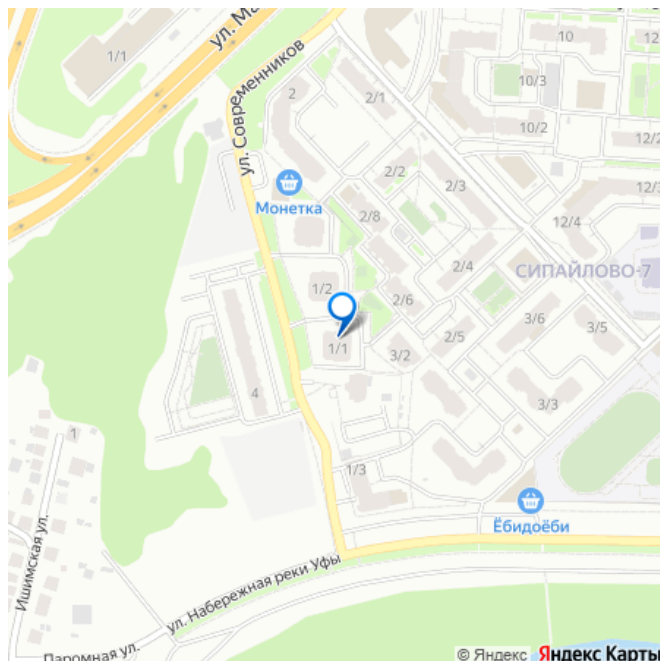 ул. Ма
1/1
ул. Современников
10
10/3
10/2
12/2
2
2/1
2/2
2/3
12/3
Монетка
2/8
12/4
2/4
СИПАЙЛОВО-7
1/2
2/6
3/6
3/5
1/1
3/2
2/5
4
3/3
1
1/3
Ёбидоёби
Ишимская ул.
ул. Набережная реки Уфы
Паромная ул.
© Яндекс Яндекс Карты